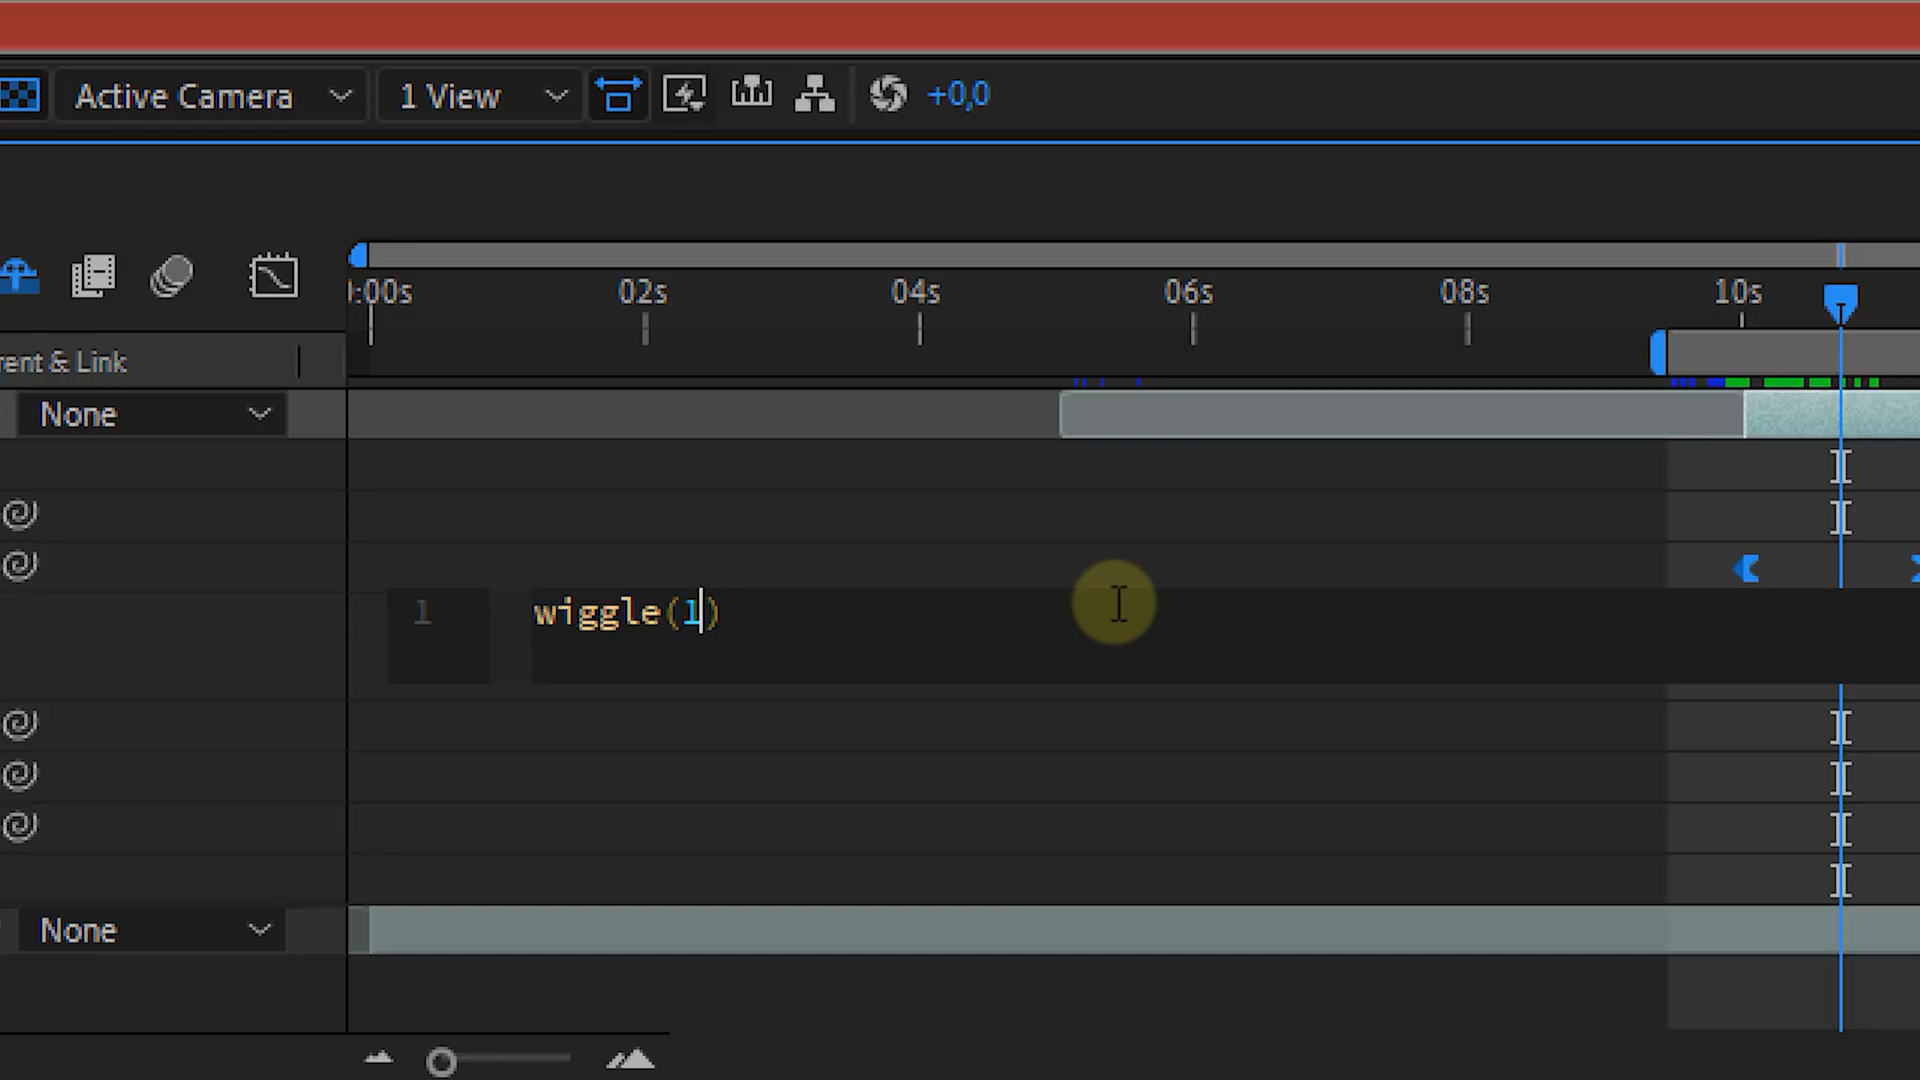 Active Camera
1 View
+0,0
:00s
02s
04s
06s
08s
10s
rent & Link
None
1
wiggle(1)
None